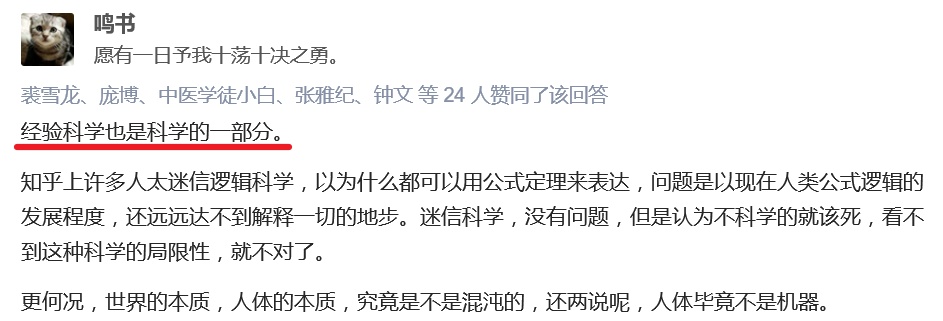 鸣书
愿有一日予我十荡十决之勇。
裘雪龙、庞博、中医学徒小白、张雅纪、钟文 等 24 人赞同了该回答
经验科学也是科学的一部分。
知乎上许多人太迷信逻辑科学，以为什么都可以用公式定理来表达，问题是以现在人类公式逻辑的
发展程度，还远远达不到解释一切的地步。迷信科学，没有问题，但是认为不科学的就该死，看不
到这种科学的局限性，就不对了。
更何况，世界的本质，人体的本质，究竟是不是混沌的，还两说呢，人体毕竟不是机器。